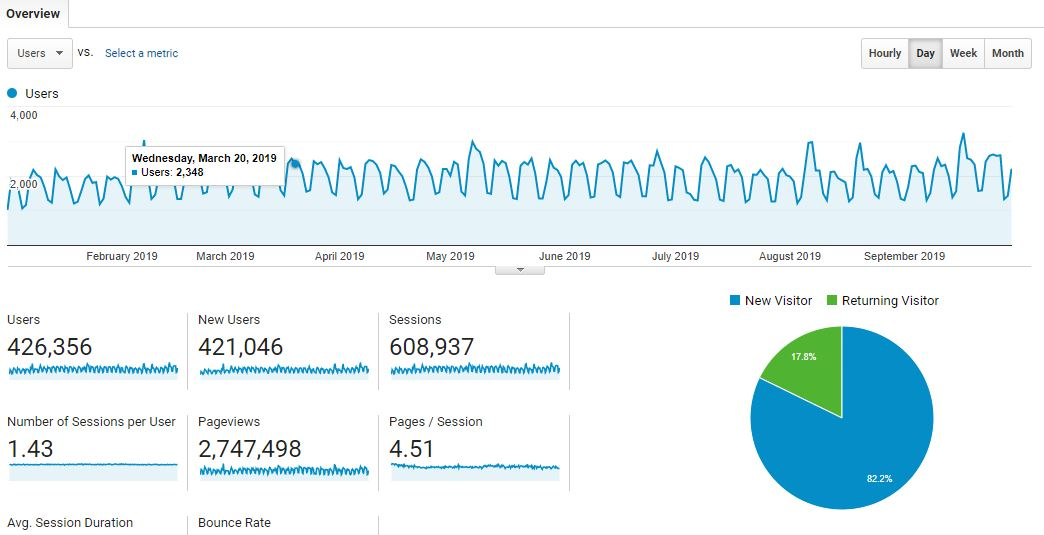 Overview
Users vs. Select a metric
Hourly Day Week Month
Users
4,000
Wednesday, March 20, 2019
Users: 2,348
2,000
February 2019 March 2019 April 2019 May 2019 June 2019 July 2019 August 2019 September 2019
New Visitor Returning Visitor
Users New Users Sessions
426,356 421,046 608,937
17.8%
Number of Sessions per User Pageviews Pages / Session
1.43 2,747,498 4.51
82.2%
Avg. Session Duration Bounce Rate